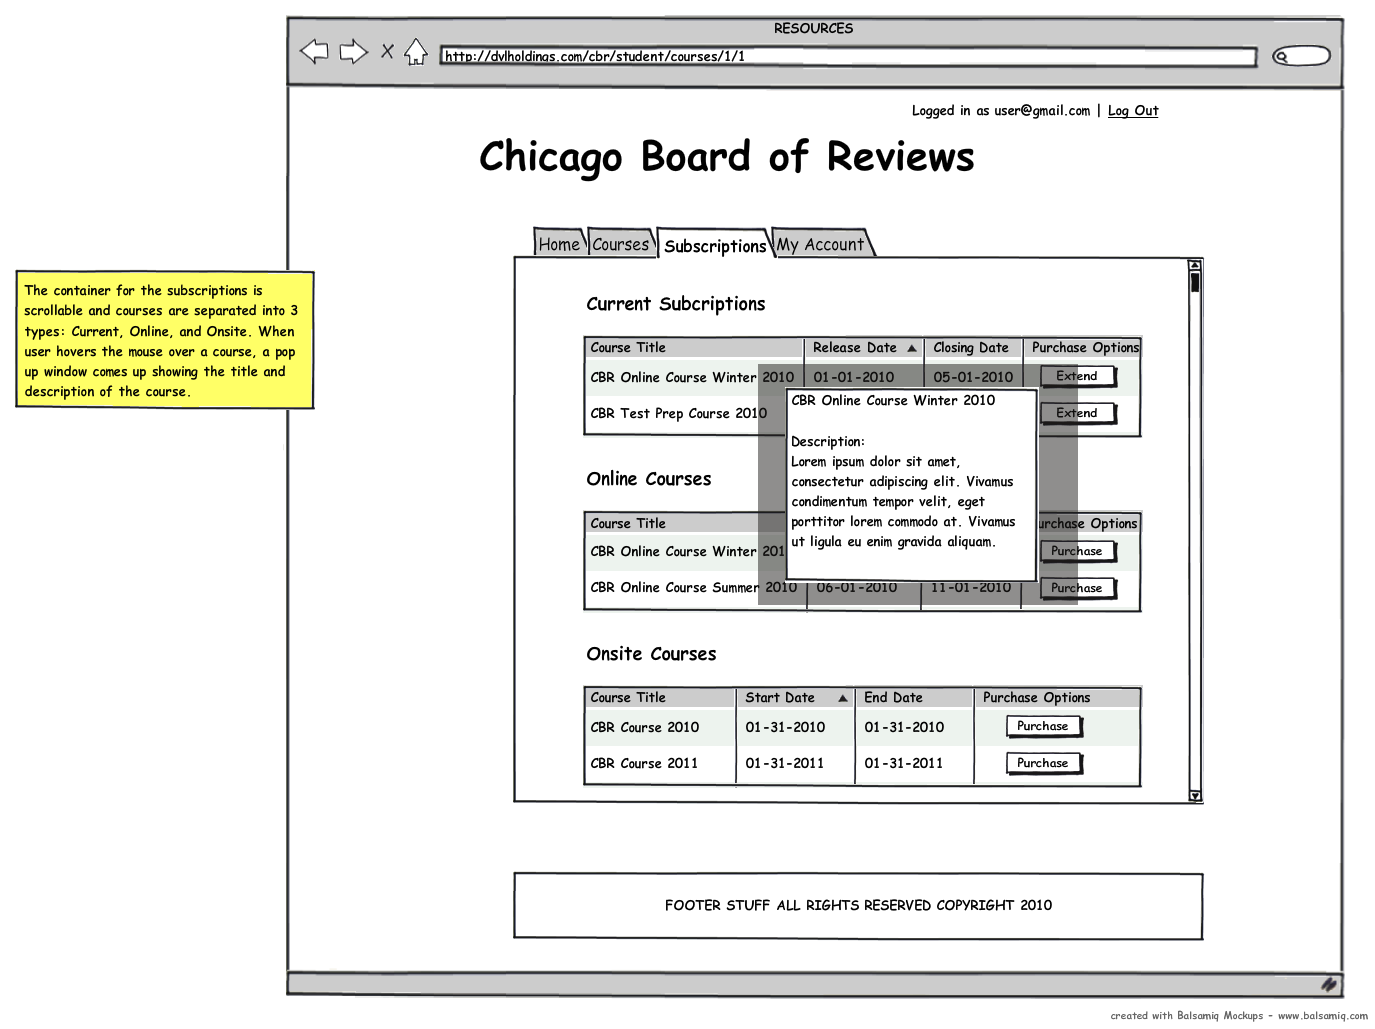 RESOURCES
http://dvlholdings.com/cbr/student/courses/1/1
Logged in as user@gmail.com | Log Out
Chicago Board of Reviews
Home Courses Subscriptions My Account
The container for the subscriptions is
scrollable and courses are separated into 3
types: Current, Online, and Onsite. When
user hovers the mouse over a course, a pop
up window comes up showing the title and
description of the course.
Current Subcriptions
Course Title Release Date Closing Date Purchase Options
CBR Online Course Winter 2010 01-01-2010 05-01-2010 Extend
CBR Test Prep Course 2010 Extend
CBR Online Course Winter 2010
Description:
Lorem ipsum dolor sit amet,
consectetur adipiscing elit. Vivamus
condimentum tempor velit, eget
porttitor lorem commodo at. Vivamus
ut ligula eu enim gravida aliquam.
Online Courses
Course Title urchase Options
CBR Online Course Winter 201 Purchase
CBR Online Course Summer 2010 06-01-2010 11-01-2010 Purchase
Onsite Courses
Course Title Start Date End Date Purchase Options
CBR Course 2010 01-31-2010 01-31-2010 Purchase
CBR Course 2011 01-31-2011 01-31-2011 Purchase
FOOTER STUFF ALL RIGHTS RESERVED COPYRIGHT 2010
created with Balsamiq Mockups - www.balsamiq.com